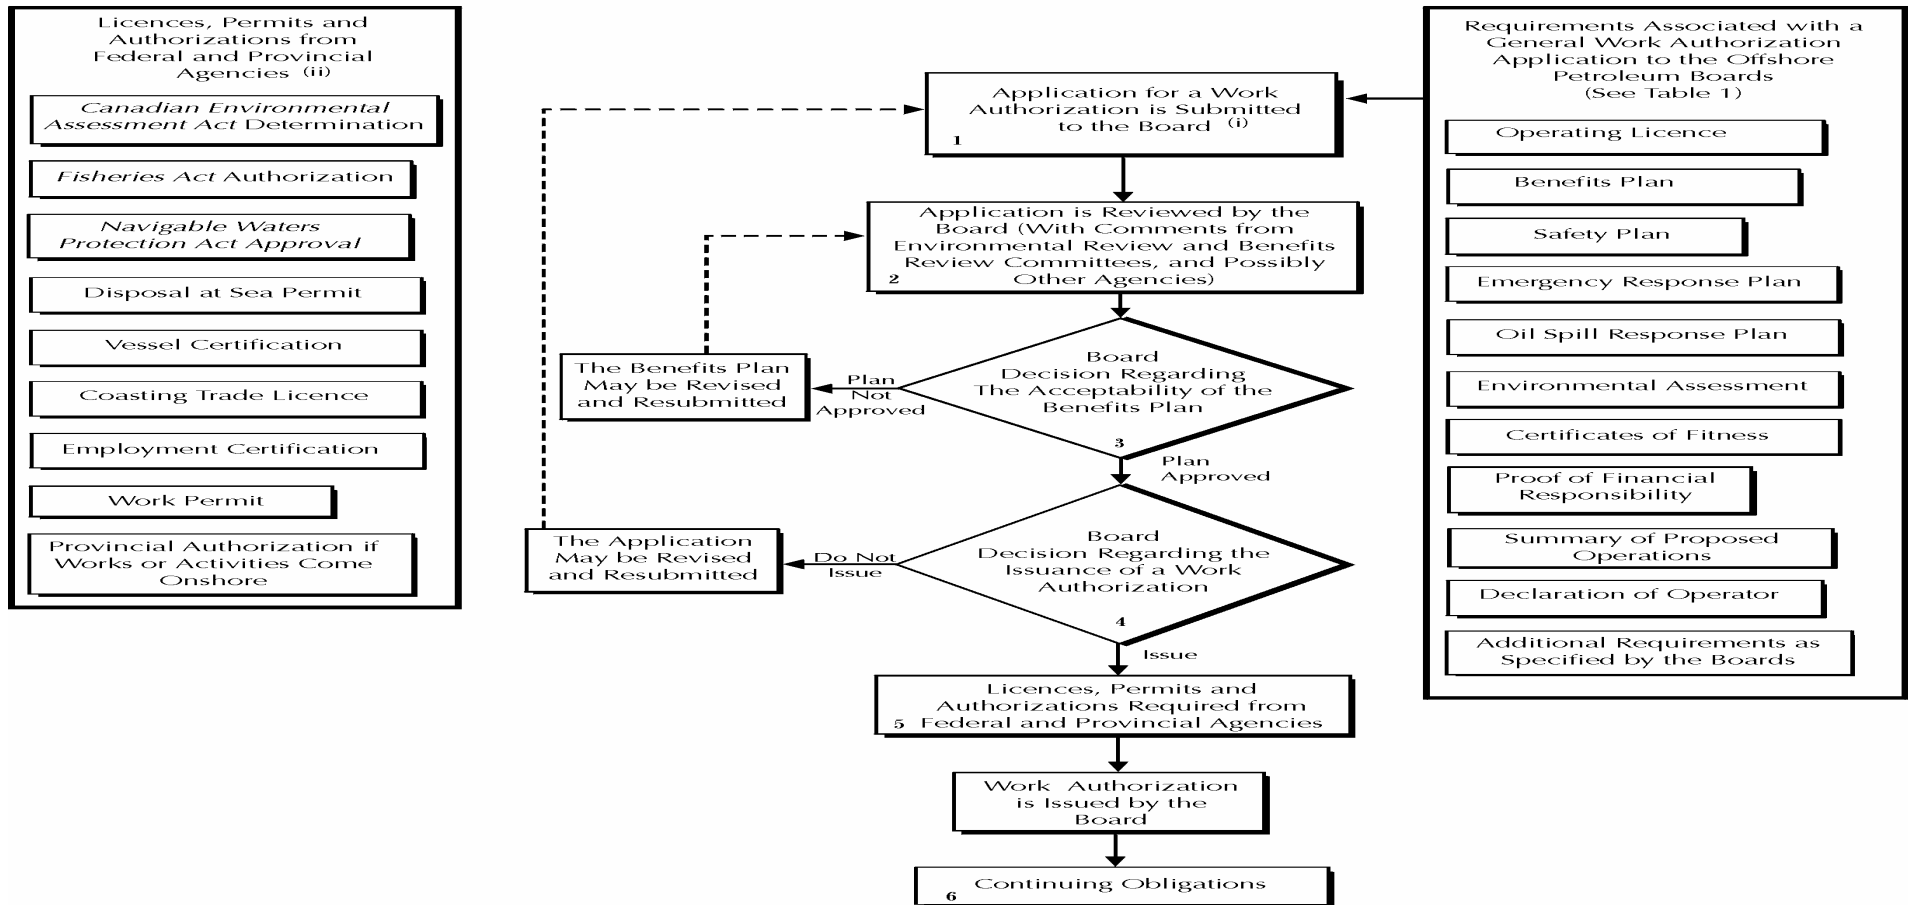 Licences, Permits and
Authorizations from
Federal and Provincial
Agencies (ii)
Canadian Environmental
Assessment Act Determination
Fisheries Act Authorization
Navigable Waters
Protection Act Approval
Disposal at Sea Permit
Vessel Certification
Coasting Trade Licence
Employment Certification
Work Permit
Provincial Authorization if
Works or Activities Come
Onshore
Application for a Work
Authorization is Submitted
to the Board (i)
1
Application is Reviewed by the
Board (With Comments from
Environmental Review and Benefits
Review Committees, and Possibly
2 Other Agencies)
Board
Decision Regarding
The Acceptability of the
Benefits Plan
3
Plan
Not
Approved
The Benefits Plan
May be Revised
and Resubmitted
Plan
Approved
Board
Decision Regarding the
Issuance of a Work
Authorization
4
Do Not
Issue
The Application
May be Revised
and Resubmitted
Issue
Licences, Permits and
Authorizations Required from
5 Federal and Provincial Agencies
Work Authorization
is Issued by the
Board
Continuing Obligations
6
Requirements Associated with a
General Work Authorization
Application to the Offshore
Petroleum Boards
(See Table 1)
Operating Licence
Benefits Plan
Safety Plan
Emergency Response Plan
Oil Spill Response Plan
Environmental Assessment
Certificates of Fitness
Proof of Financial
Responsibility
Summary of Proposed
Operations
Declaration of Operator
Additional Requirements as
Specified by the Boards